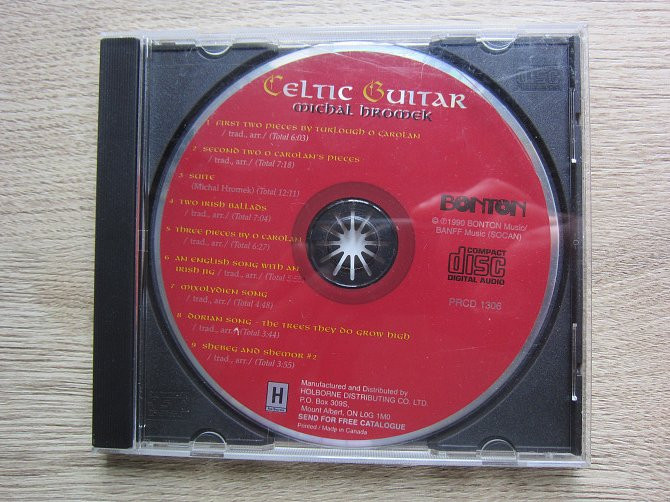 CELTIC GUITAR
MICHAL HROMEK
1 FIRST TWO PIECES BY TURLOUGH O CAROLAN
/ trad., arr./ (Total 6:03)
2 SECOND TWO O CAROLAN'S PIECES
/ trad., arr./ (Total 7:18)
3 SUITE
(Michal Hromek) (Total 12:11)
4 TWO IRISH BALLADS
/ trad., arr./ (Total 7:04)
5 THREE PIECES BY O CAROLAN
/ trad., arr./ (Total 6:27)
6 AN ENGLISH SONG WITH AN
IRISH JIG / trad., arr./ (Total
7 MIXOLYDIEN SONG
/ trad., arr./ (Total 4:48)
8 DORIAN SONG - THE TREES THEY DO GROW HIGH
/ trad., arr./ (Total 3:44)
9 SHEBEG AND SHEMOR #2
/ trad., arr./ (Total 3:55)
BONTON
© ℗1990 BONTON Music/
BANFF Music (SOCAN)
COMPACT
disc
DIGITAL AUDIO
PRCD 1306
H
Manufactured and Distributed by
HOLBORNE DISTRIBUTING CO. LTD.
P.O. Box 309S,
Mount Albert, ON L0G 1M0
SEND FOR FREE CATALOGUE
Printed / Made in Canada